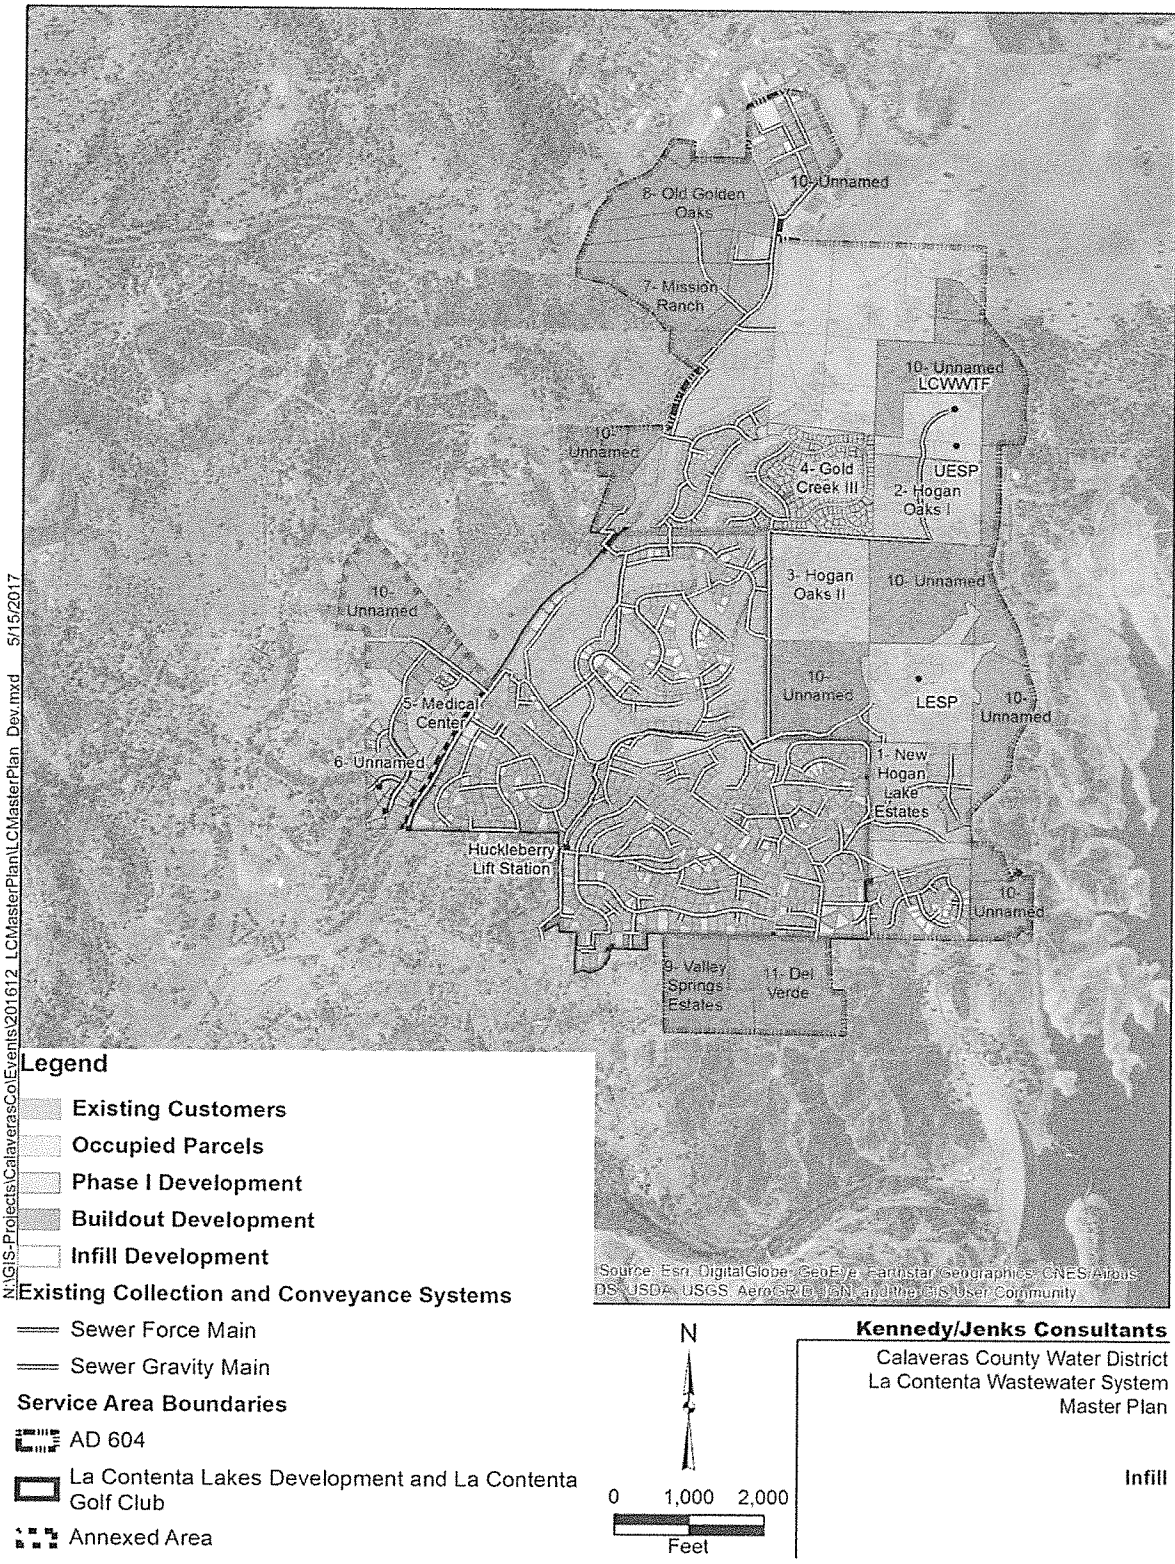 10- Unnamed
8- Old Golden
Oaks
7- Mission
Ranch
10- Unnamed
LCWWTF
10-
Unnamed
4- Gold
Creek III
UESP
2- Hogan
Oaks I
3- Hogan
Oaks II
10- Unnamed
10-
Unnamed
10-
Unnamed
LESP
10-
Unnamed
5- Medical
Center
6- Unnamed
1- New
Hogan
Lake
Estates
Huckleberry
Lift Station
10-
Unnamed
9- Valley
Springs
Estates
11- Del
Verde
N:\GIS-Projects\CalaverasCo\Events\201612_LCMasterPlan\LCMasterPlan_Dev.mxd 5/15/2017
Legend
Existing Customers
Occupied Parcels
Phase I Development
Buildout Development
Infill Development
Existing Collection and Conveyance Systems
Sewer Force Main
Sewer Gravity Main
Service Area Boundaries
AD 604
La Contenta Lakes Development and La Contenta
Golf Club
Annexed Area
Source: Esri, DigitalGlobe, GeoEye, Earthstar Geographics, CNES/Airbus
DS, USDA, USGS, AeroGRID, IGN, and the GIS User Community
N
0 1,000 2,000
Feet
Kennedy/Jenks Consultants
Calaveras County Water District
La Contenta Wastewater System
Master Plan
Infill